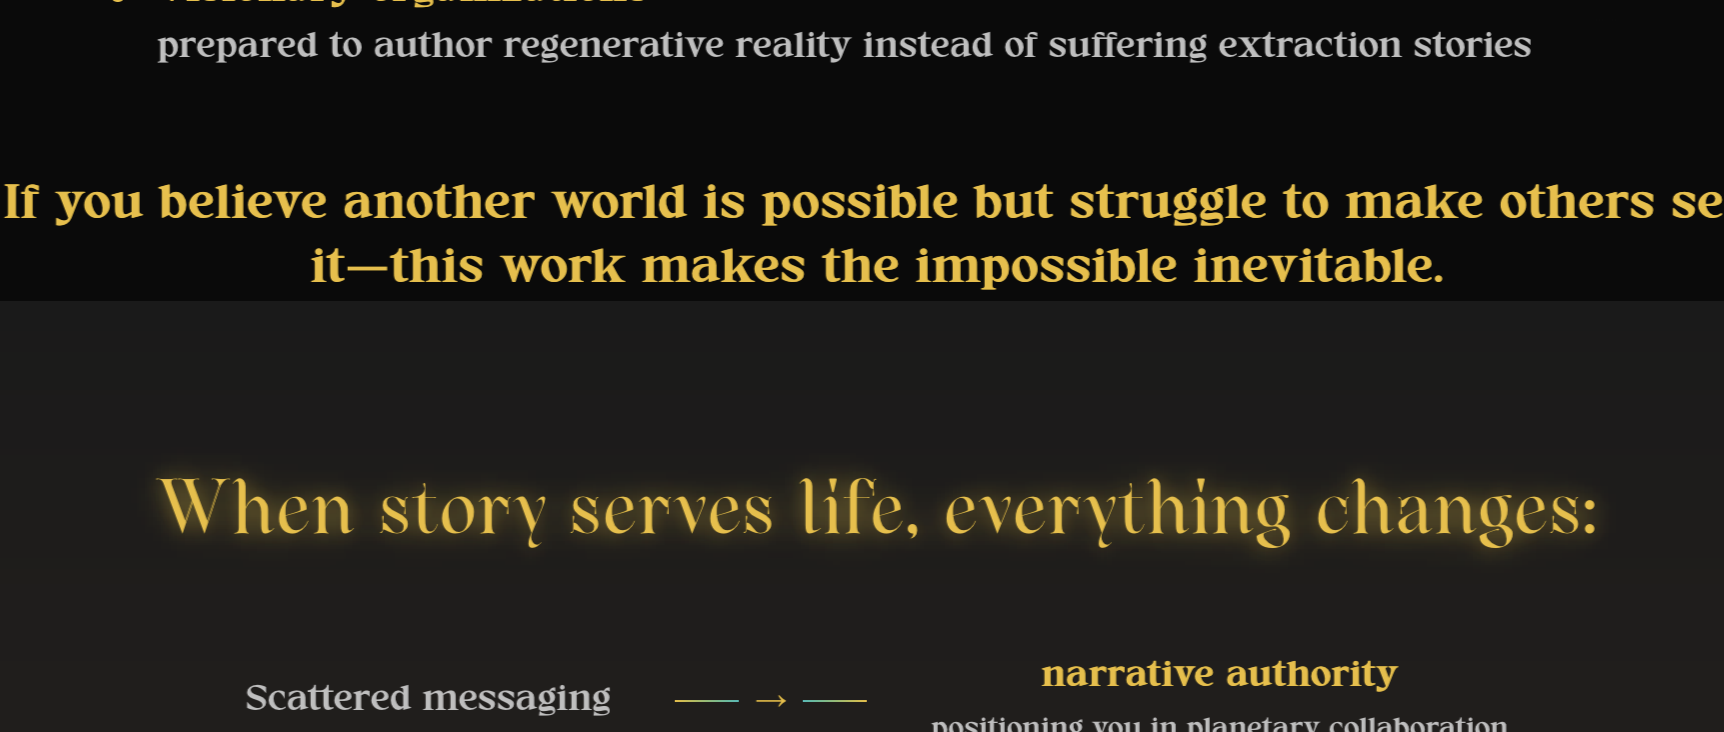 visionary organizations
prepared to author regenerative reality instead of suffering extraction stories
If you believe another world is possible but struggle to make others se
it—this work makes the impossible inevitable.
When story serves life, everything changes:
narrative authority
Scattered messaging —→—
positioning you in planetary collaboration